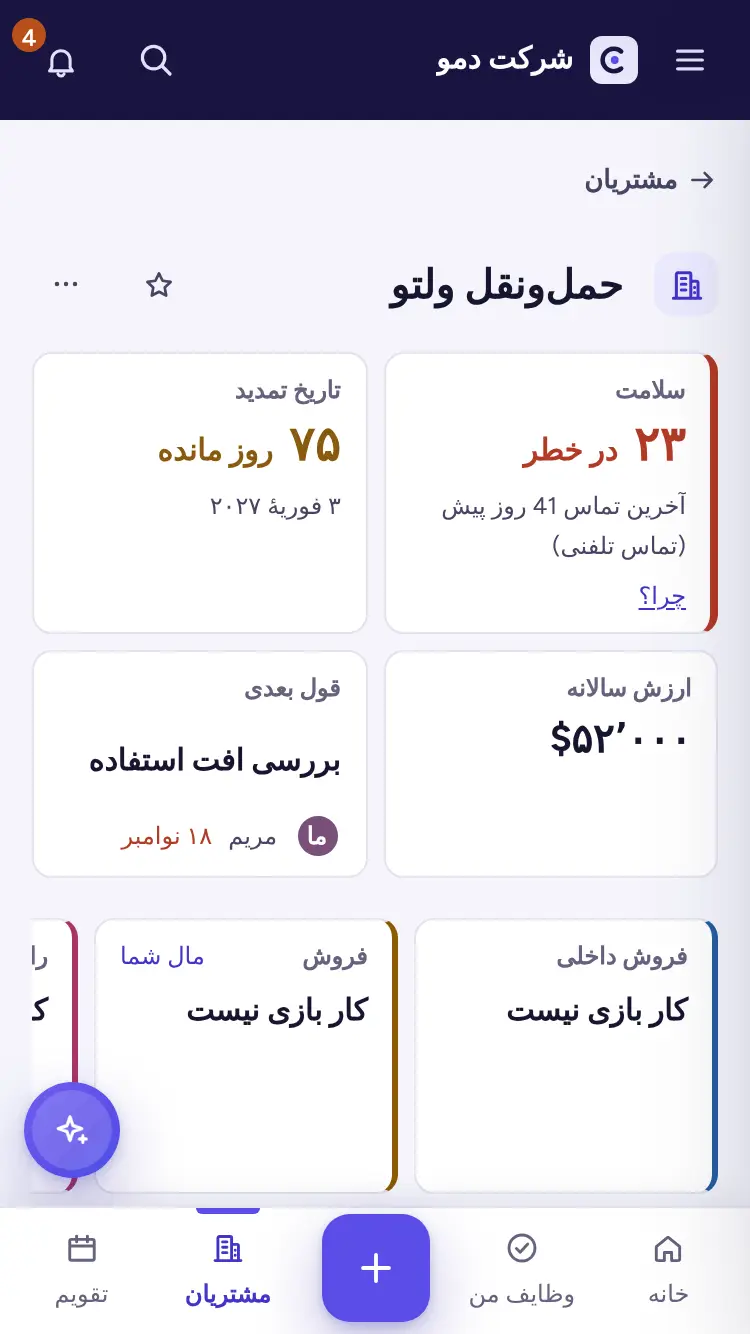 شرکت دمو
4
مشتریان
حمل‌ونقل ولتو
سلامت
۲۳ در خطر
آخرین تماس 41 روز پیش
(تماس تلفنی)
چرا؟
تاریخ تمدید
۷۵ روز مانده
۳ فوریهٔ ۲۰۲۷
ارزش سالانه
$۵۲٬۰۰۰
قول بعدی
بررسی افت استفاده
ما مریم ۱۸ نوامبر
فروش داخلی
کار بازی نیست
فروش مال شما
کار بازی نیست
را
ک
خانه
وظایف من
مشتریان
تقویم